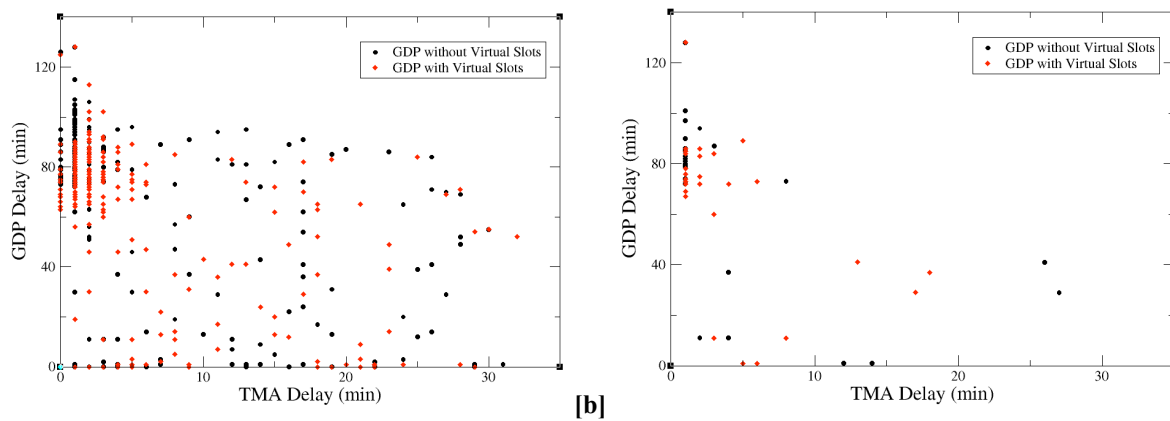 120
80
40
0
GDP Delay (min)
0
10
20
30
TMA Delay (min)
GDP without Virtual Slots
GDP with Virtual Slots
[b]
120
80
40
0
GDP Delay (min)
0
10
20
30
TMA Delay (min)
GDP without Virtual Slots
GDP with Virtual Slots